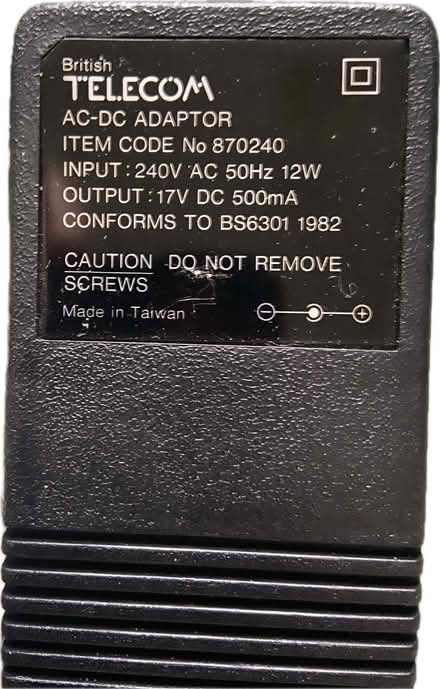 British
TELECOM
AC-DC ADAPTOR
ITEM CODE No 870240
INPUT : 240V AC 50Hz 12W
OUTPUT : 17V DC 500mA
CONFORMS TO BS6301 1982
CAUTION DO NOT REMOVE
SCREWS
Made in Taiwan